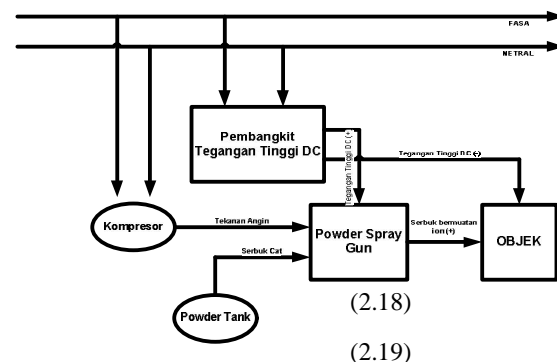 FASA
NETRAL
Pembangkit
Tegangan Tinggi DC
Tegangan Tinggi DC (+)
Tegangan Tinggi DC (-)
Kompresor
Tekanan Angin
Serbuk Cat
Powder Spray
Gun
Serbuk bermuatan
ion (+)
OBJEK
Powder Tank
(2.18)
(2.19)